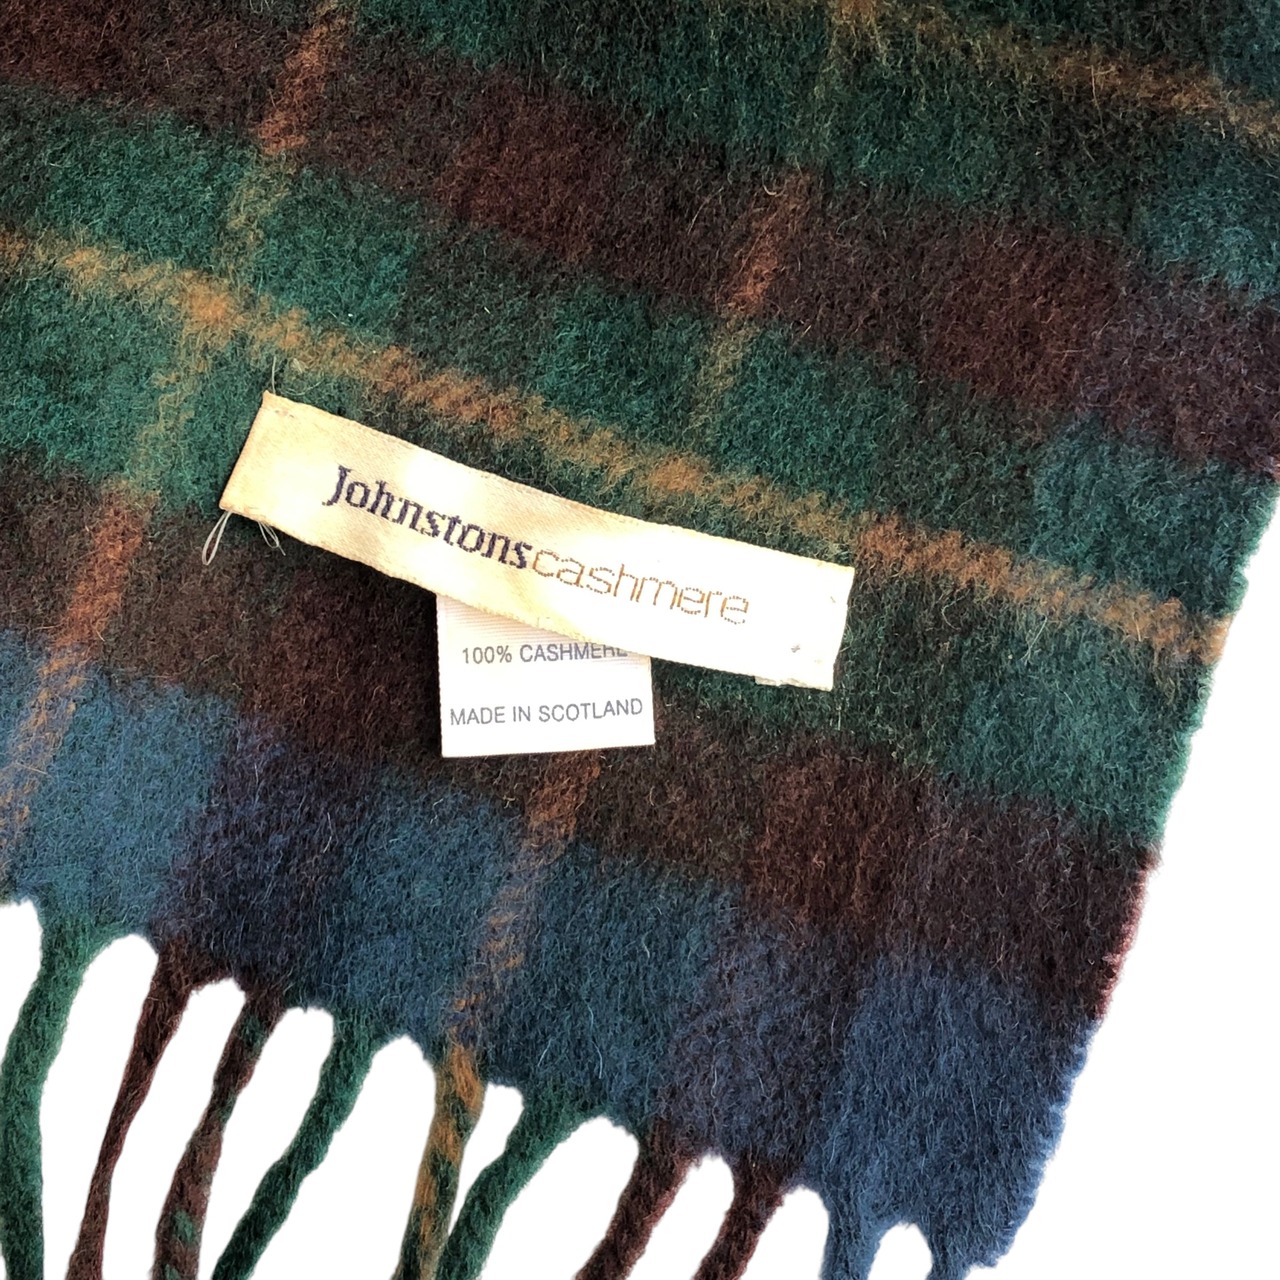 Johnstonscashmere
100% CASHMERE
MADE IN SCOTLAND